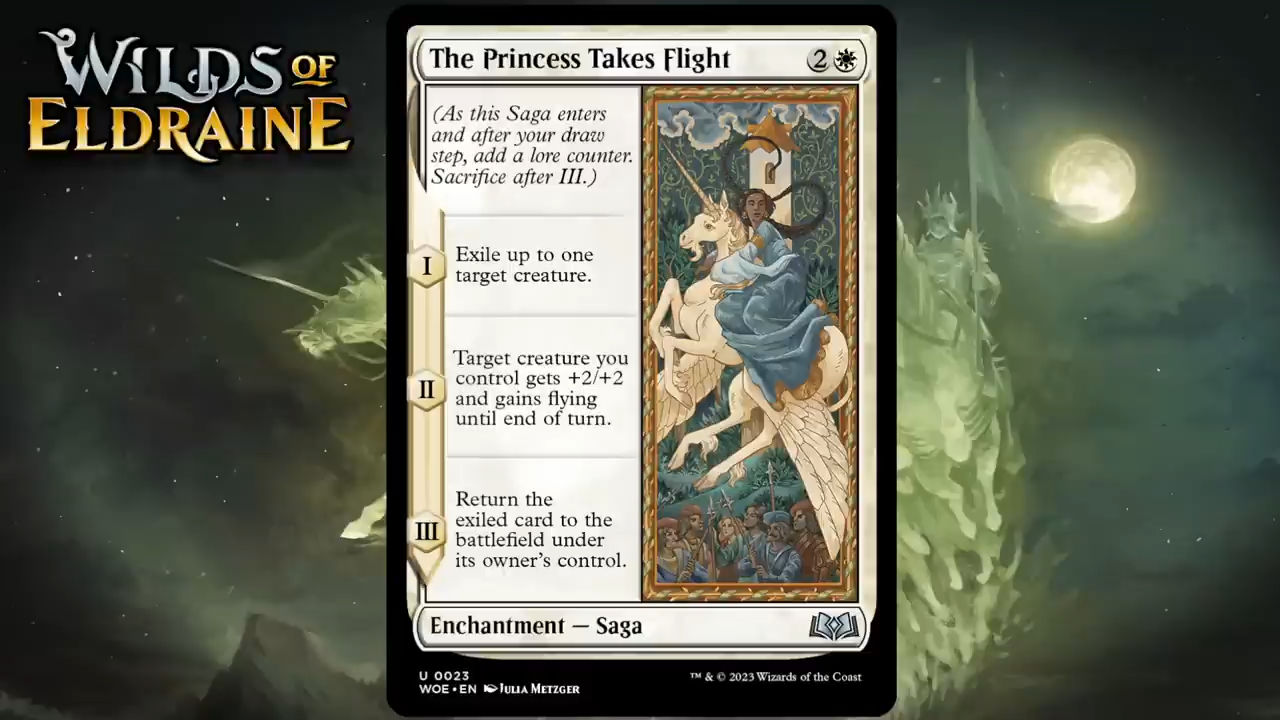 WILDS OF
ELDRAINE
The Princess Takes Flight 2
(As this Saga enters
and after your draw
step, add a lore counter.
Sacrifice after III.)
I
Exile up to one
target creature.
II
Target creature you
control gets +2/+2
and gains flying
until end of turn.
III
Return the
exiled card to the
battlefield under
its owner's control.
Enchantment — Saga
U 0023
WOE • EN JULIA METZGER
™ & © 2023 Wizards of the Coast